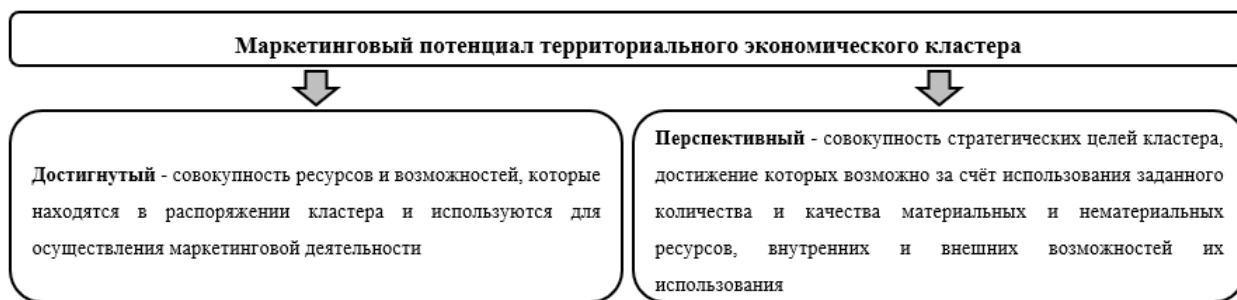 Маркетинговый потенциал территориального экономического кластера
Достигнутый - совокупность ресурсов и возможностей, которые
находятся в распоряжении кластера и используются для
осуществления маркетинговой деятельности
Перспективный - совокупность стратегических целей кластера,
достижение которых возможно за счёт использования заданного
количества и качества материальных и нематериальных
ресурсов, внутренних и внешних возможностей их
использования